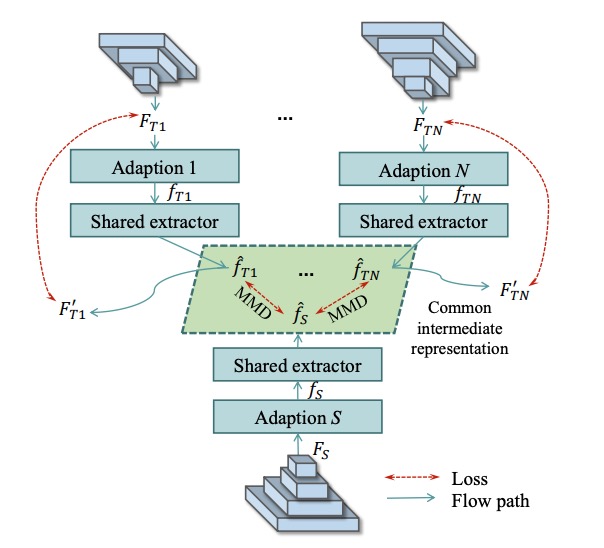 F_{T1}
...
F_{TN}
Adaption 1
Adaption N
f_{T1}
f_{TN}
Shared extractor
Shared extractor
\hat{f}_{T1}
...
\hat{f}_{TN}
F'_{T1}
F'_{TN}
MMD
\hat{f}_S
MMD
Common
intermediate
representation
Shared extractor
f_S
Adaption S
F_S
Loss
Flow path